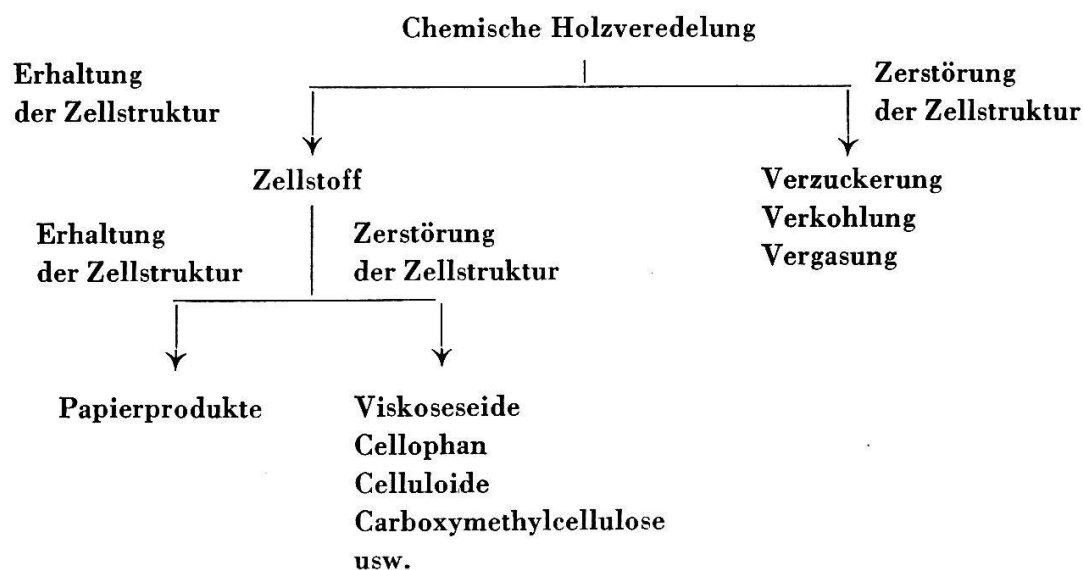 Chemische Holzveredelung
Erhaltung
der Zellstruktur
Zerstörung
der Zellstruktur
Zellstoff
Verzuckerung
Verkohlung
Vergasung
Erhaltung
der Zellstruktur
Zerstörung
der Zellstruktur
Papierprodukte
Viskoseseide
Cellophan
Celluloide
Carboxymethylcellulose
usw.